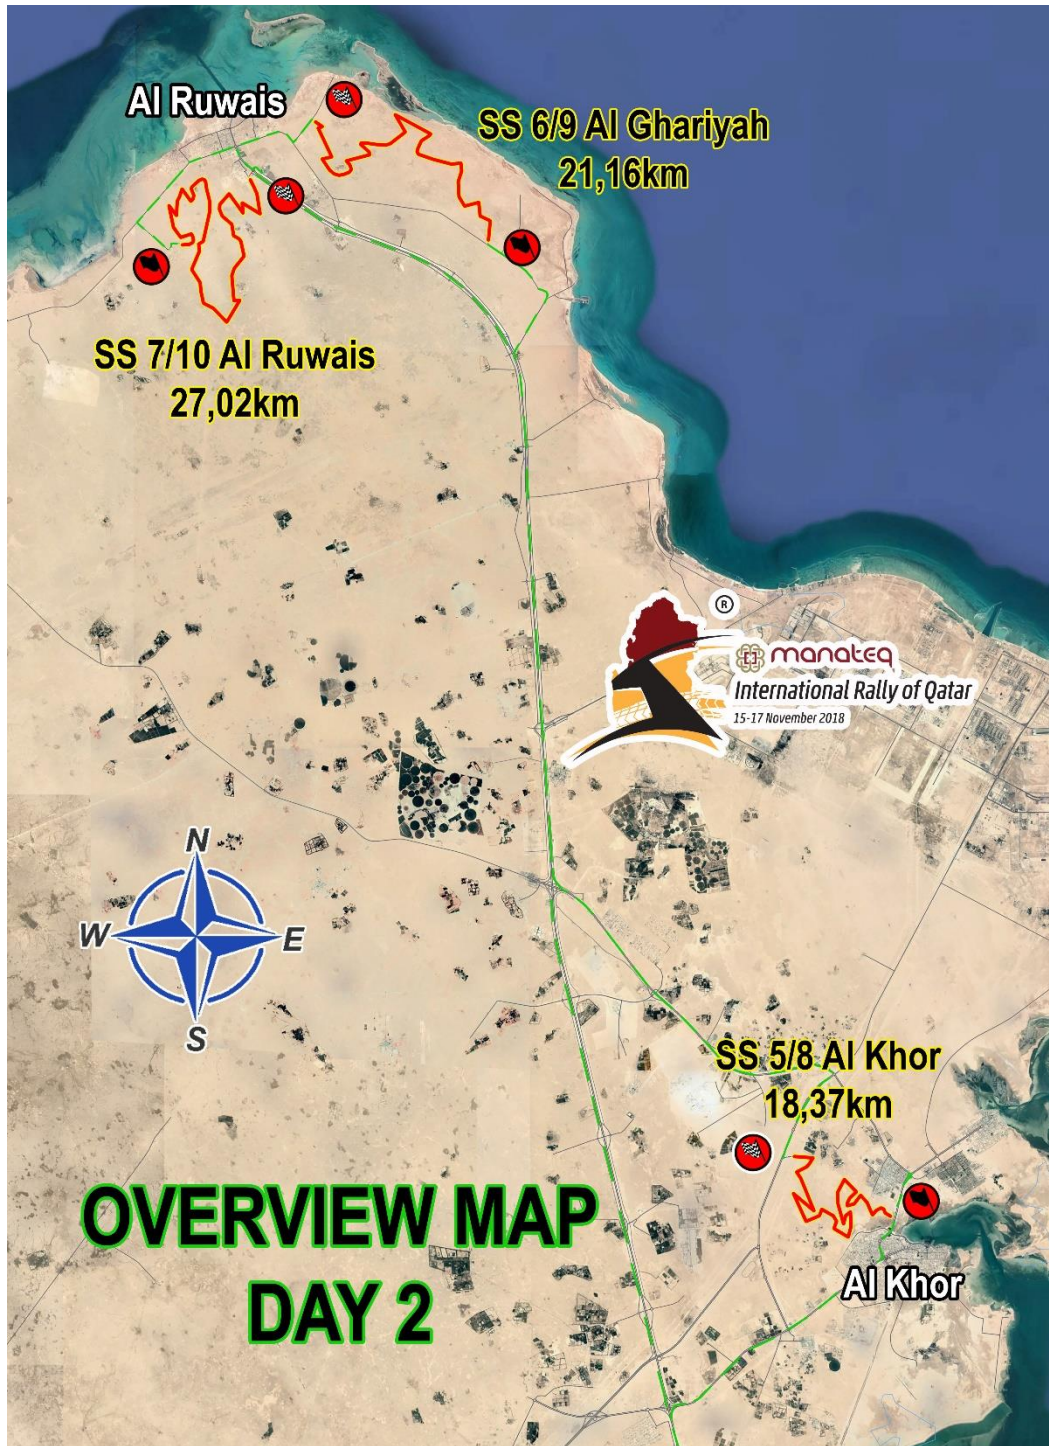 Al Ruwais
SS 6/9 Al Ghariyah
21,16km
SS 7/10 Al Ruwais
27,02km
®
manateq
International Rally of Qatar
15-17 November 2018
N
W
E
S
SS 5/8 Al Khor
18,37km
OVERVIEW MAP
DAY 2
Al Khor